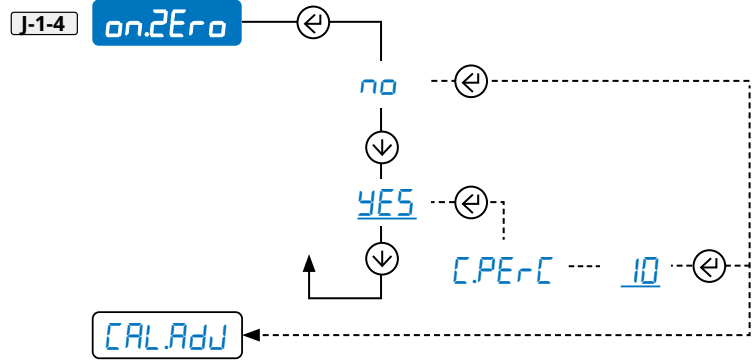 J-1-4 on.2Ero
no
YES
C.PErC 10
CAL.AdJ